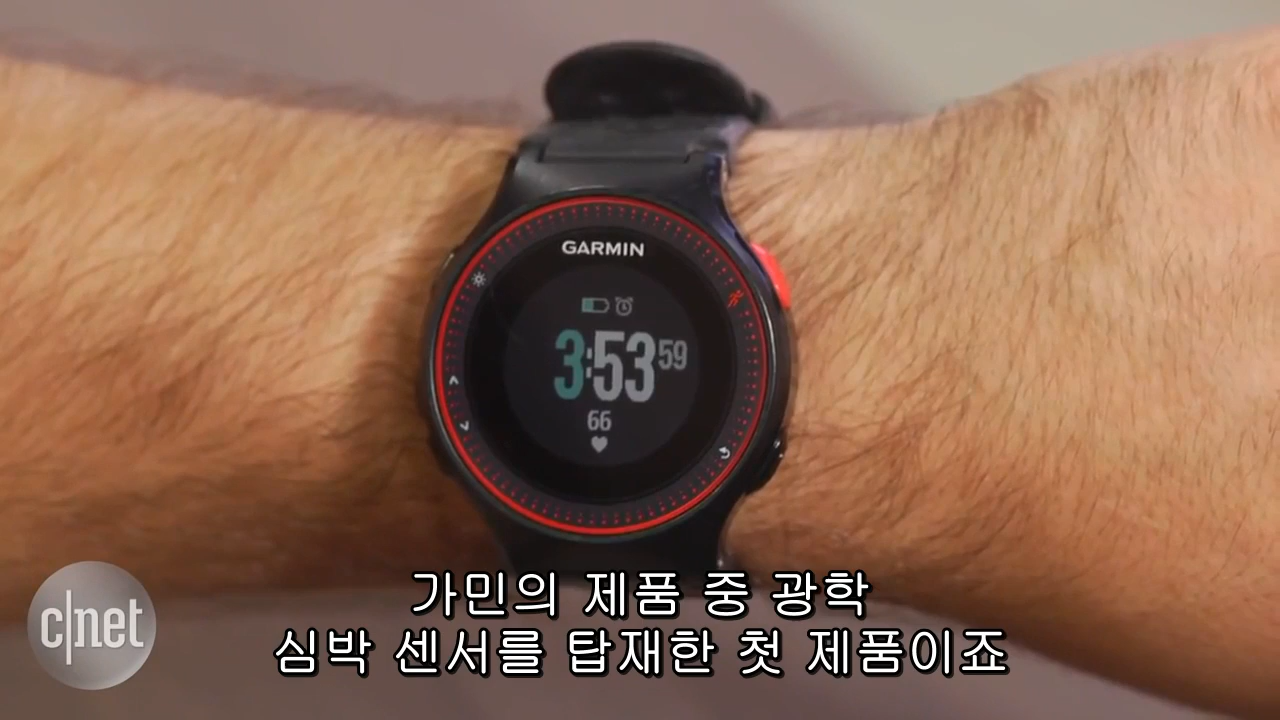 GARMIN
3:53 59
66
가민의 제품 중 광학
심박 센서를 탑재한 첫 제품이죠
c|net